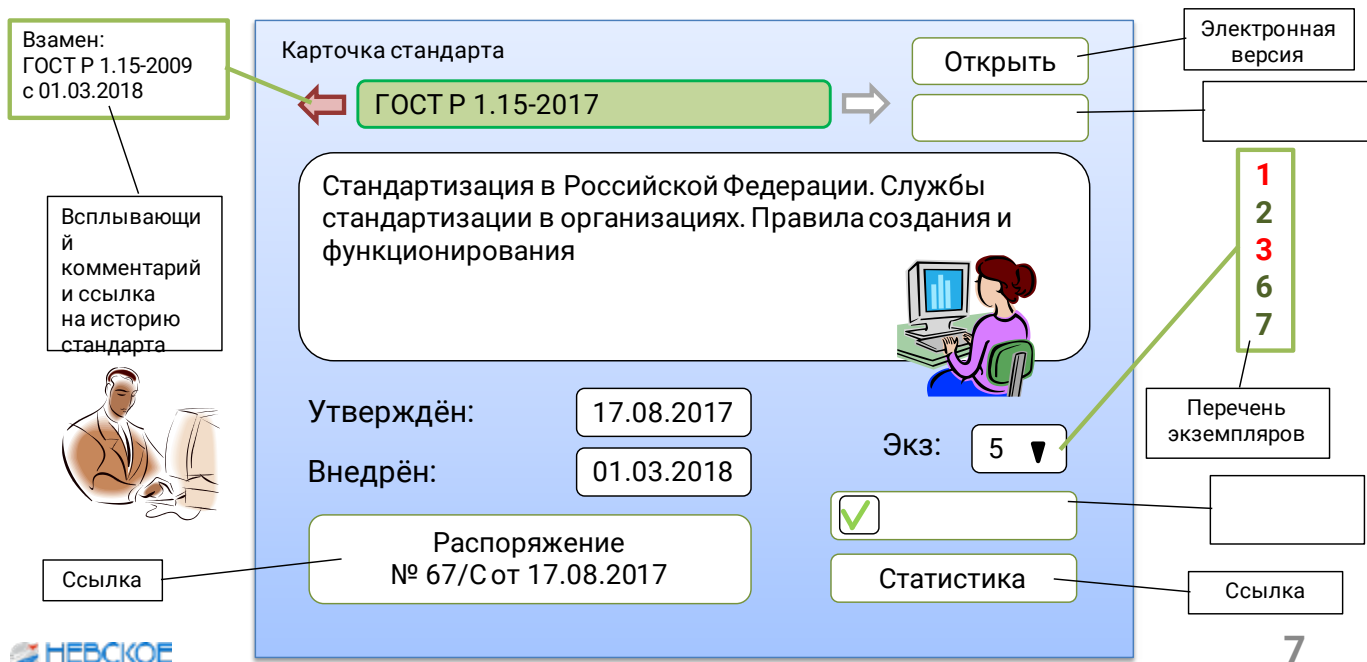 Взамен:
ГОСТ Р 1.15-2009
с 01.03.2018
Карточка стандарта
Открыть
Электронная
версия
ГОСТ Р 1.15-2017
Стандартизация в Российской Федерации. Службы
стандартизации в организациях. Правила создания и
функционирования
Всплывающи
й
комментарий
и ссылка
на историю
стандарта
1
2
3
6
7
Перечень
экземпляров
Утверждён:
17.08.2017
Экз:
5
Внедрён:
01.03.2018
Распоряжение
№ 67/С от 17.08.2017
Ссылка
Статистика
Ссылка
НЕВСКОЕ
7